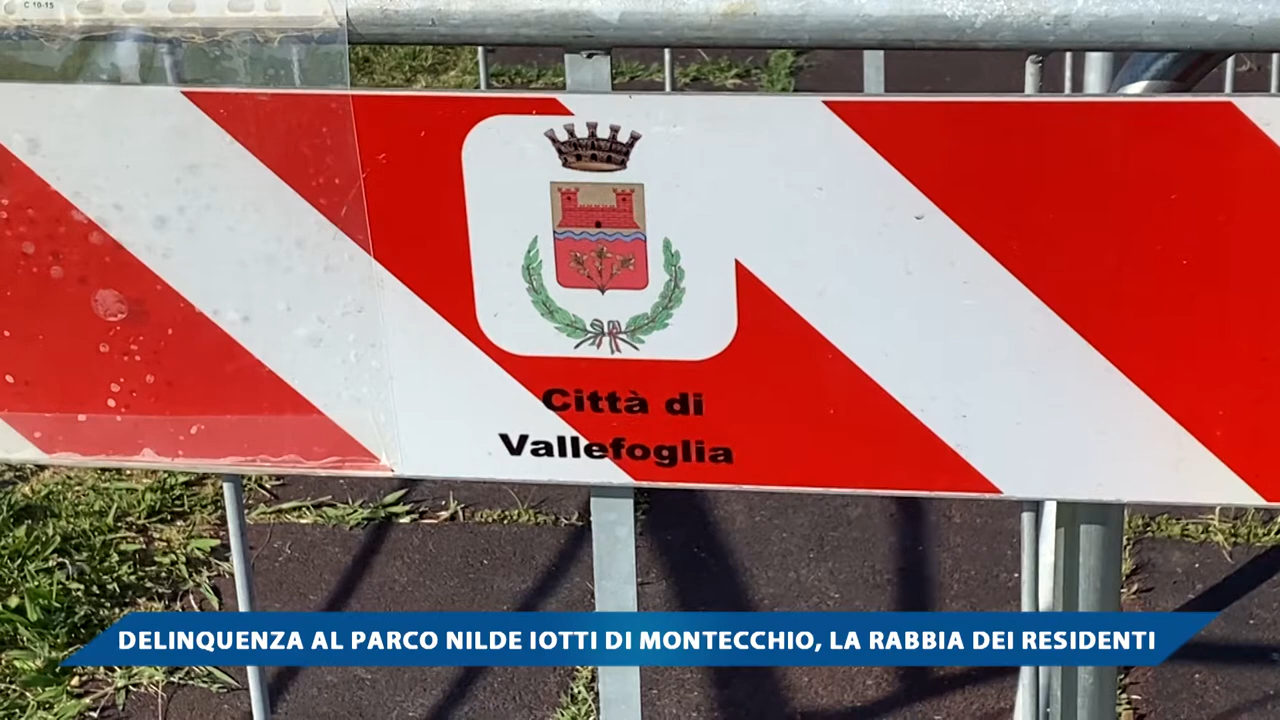 C 10-15
Città di
Vallefoglia
DELINQUENZA AL PARCO NILDE IOTTI DI MONTECCHIO, LA RABBIA DEI RESIDENTI